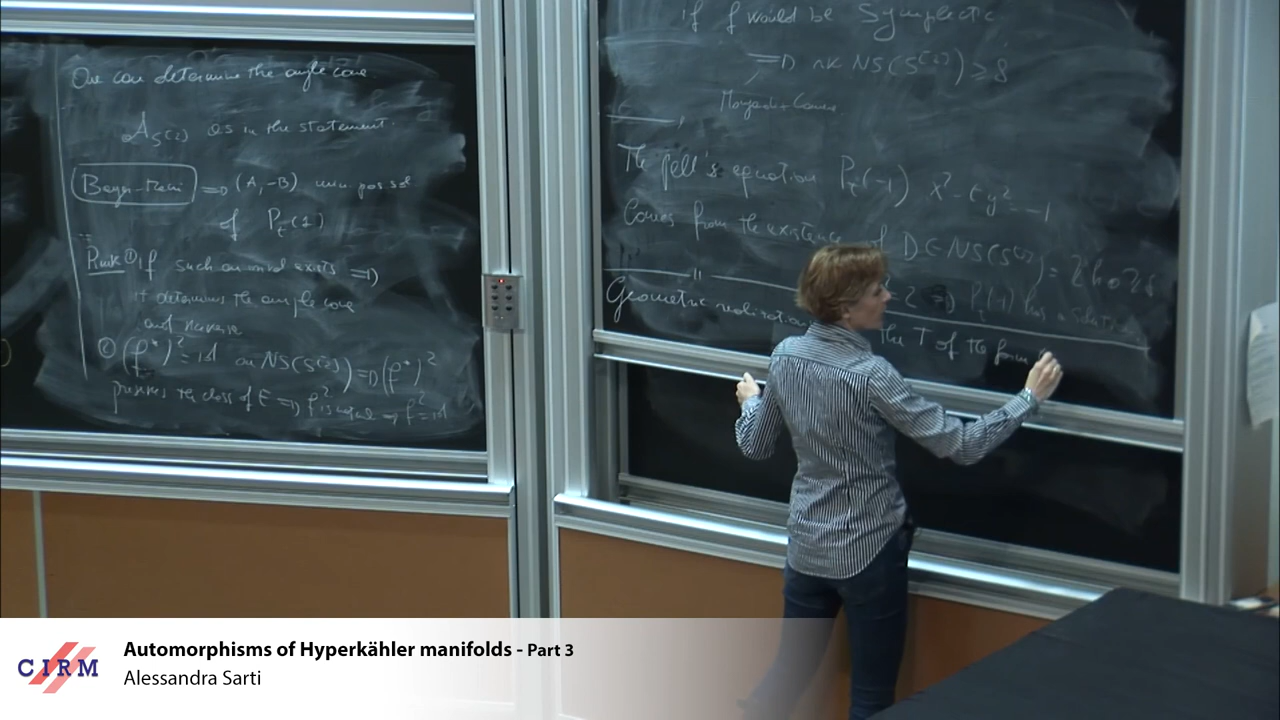 One can determine the ample cone
A_S^[2] as in the statement.
Bayer-Macrì => (A,-B) min pos sol
of P_t(1)
Rmk ① if such an invol exists =>
it determines the ample cone
and viceversa
② (f*)² = id on NS(S^[2]) => (f*)²
preserves the class of E => f² is natural => f² = id
if f would be Symplectic
=> rk NS(S^[2]) ≥ 8
Mongardi + Camere
The pell's equation P_t(-1) x² - t y² = -1
Comes from the existence of D ∈ NS(S^[2]) = ℤh ⊕ ℤδ
= 2 => P_t(-1) has a solution
Geometric realization the T of the form
CIRM
Automorphisms of Hyperkähler manifolds - Part 3
Alessandra Sarti